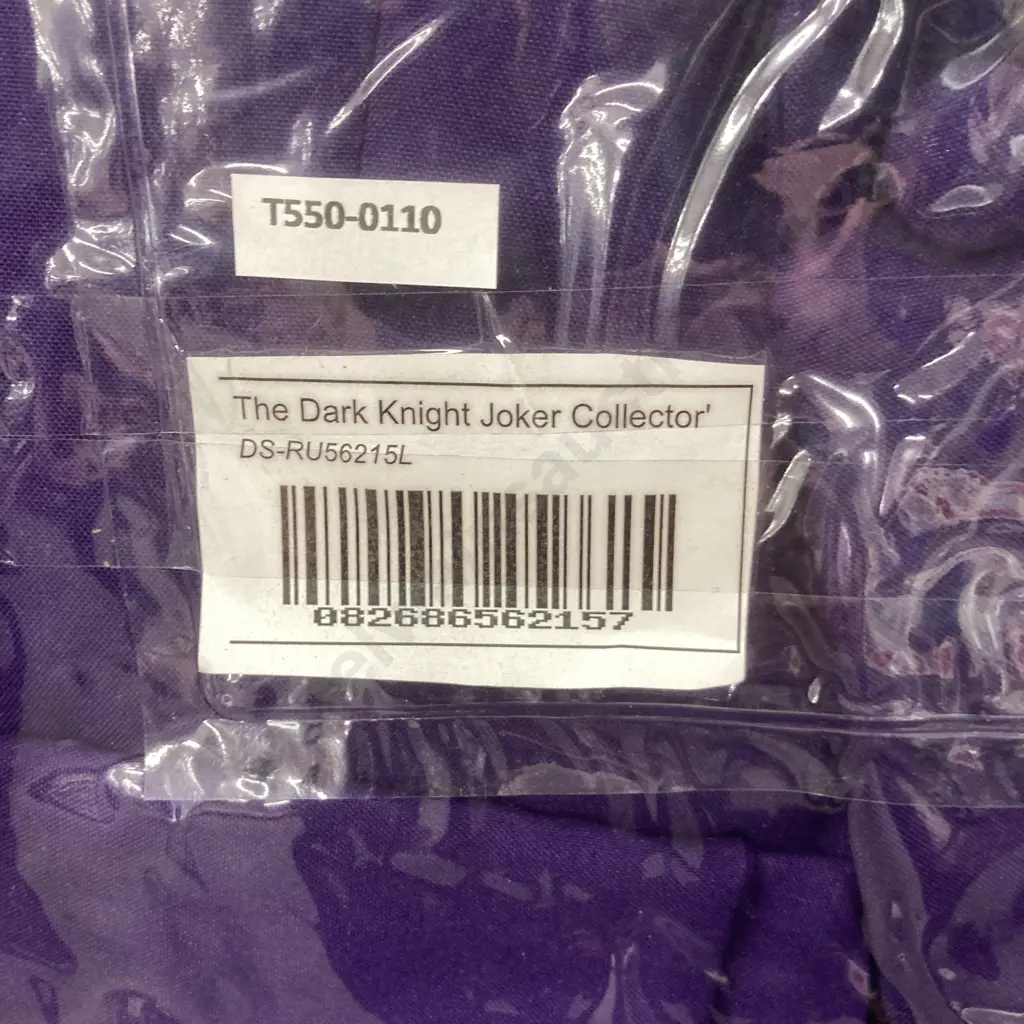 T550-0110
The Dark Knight Joker Collector'
DS-RU56215L
082686562157